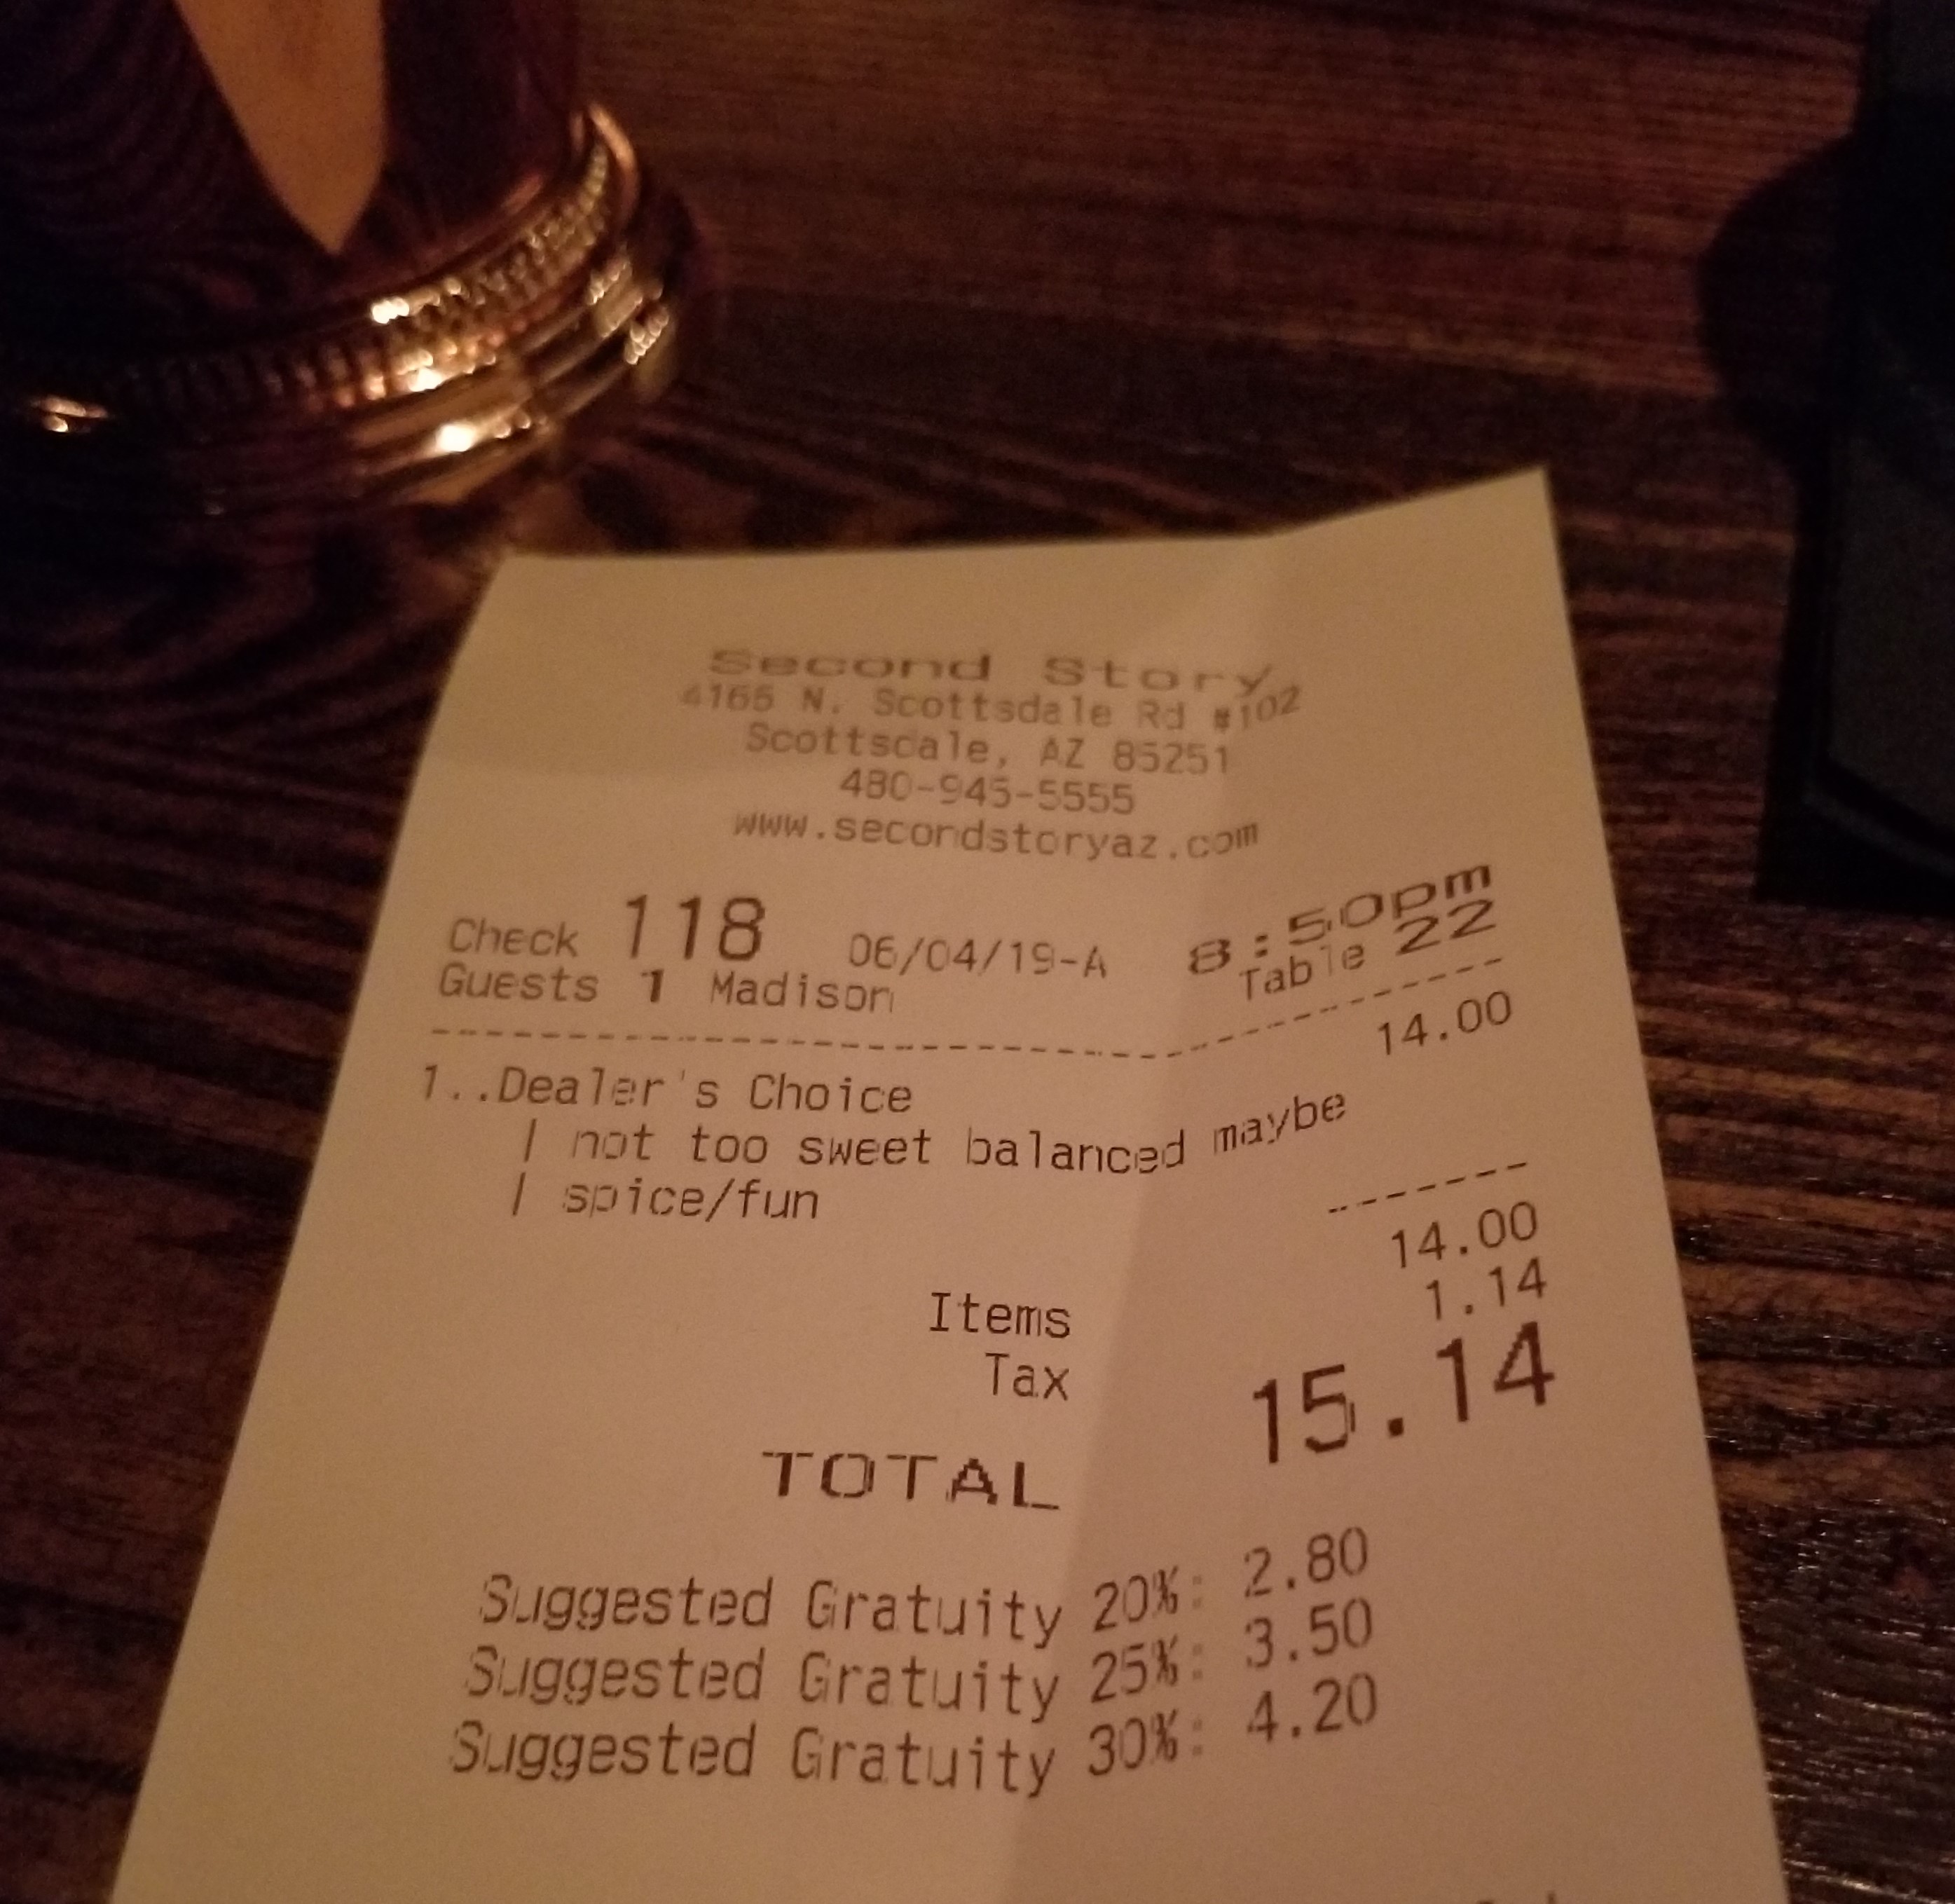 Second Story
4166 N. Scottsdale Rd #102
Scottsdale, AZ 85251
480-945-5555
www.secondstoryaz.com
Check 118 06/04/19-A 8:50pm
Guests 1 Madison Table 22
1..Dealer's Choice 14.00
| not too sweet balanced maybe
| spice/fun
Items 14.00
Tax 1.14
TOTAL 15.14
Suggested Gratuity 20%: 2.80
Suggested Gratuity 25%: 3.50
Suggested Gratuity 30%: 4.20